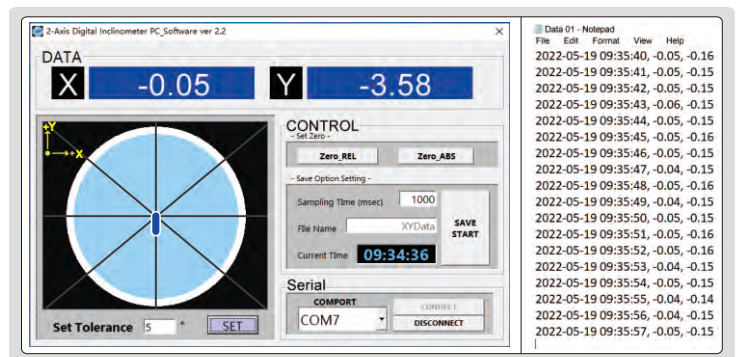 2-Axis Digital Inclinometer PC_Software ver 2.2
DATA
X -0.05 Y -3.58
+Y
+X
CONTROL
- Set Zero -
Zero_REL Zero_ABS
- Save Option Setting -
Sampling Time (msec) 1000
File Name XYData
SAVE START
Current Time 09:34:36
Serial
COMPORT
COM7
CONNECT
DISCONNECT
Set Tolerance 5 ° SET
Data 01 - Notepad
File Edit Format View Help
2022-05-19 09:35:40, -0.05, -0.16
2022-05-19 09:35:41, -0.05, -0.15
2022-05-19 09:35:42, -0.05, -0.15
2022-05-19 09:35:43, -0.06, -0.15
2022-05-19 09:35:44, -0.05, -0.15
2022-05-19 09:35:45, -0.05, -0.16
2022-05-19 09:35:46, -0.05, -0.15
2022-05-19 09:35:47, -0.04, -0.15
2022-05-19 09:35:48, -0.05, -0.16
2022-05-19 09:35:49, -0.04, -0.15
2022-05-19 09:35:50, -0.05, -0.15
2022-05-19 09:35:51, -0.05, -0.16
2022-05-19 09:35:52, -0.05, -0.16
2022-05-19 09:35:53, -0.04, -0.15
2022-05-19 09:35:54, -0.05, -0.15
2022-05-19 09:35:55, -0.04, -0.14
2022-05-19 09:35:56, -0.04, -0.15
2022-05-19 09:35:57, -0.05, -0.15